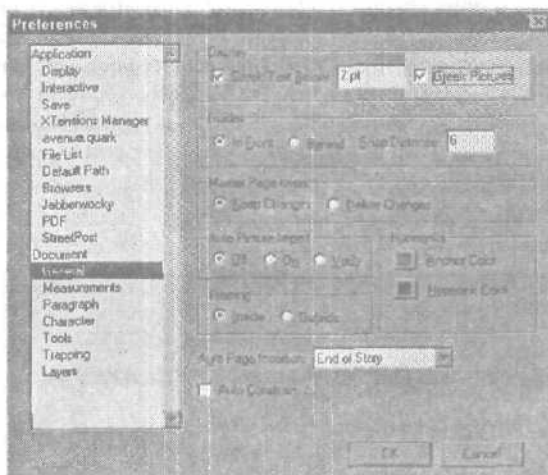 Preferences
Application
Display
Interactive
Save
XTensions Manager
avenue.quark
File List
Default Path
Browsers
Jabberwocky
PDF
StreetPost
Document
General
Measurements
Paragraph
Character
Tools
Trapping
Layers
Display
Greek Text Below: 7 pt
Greek Pictures
Guides
In Front Behind Snap Distance: 6
Master Page Items
Keep Changes Delete Changes
Auto Picture Import
Off On Verify
Hyperlinks
Anchor Color
Hyperlink Color
Framing
Inside Outside
Auto Page Insertion: End of Story
Auto Constrain
OK Cancel